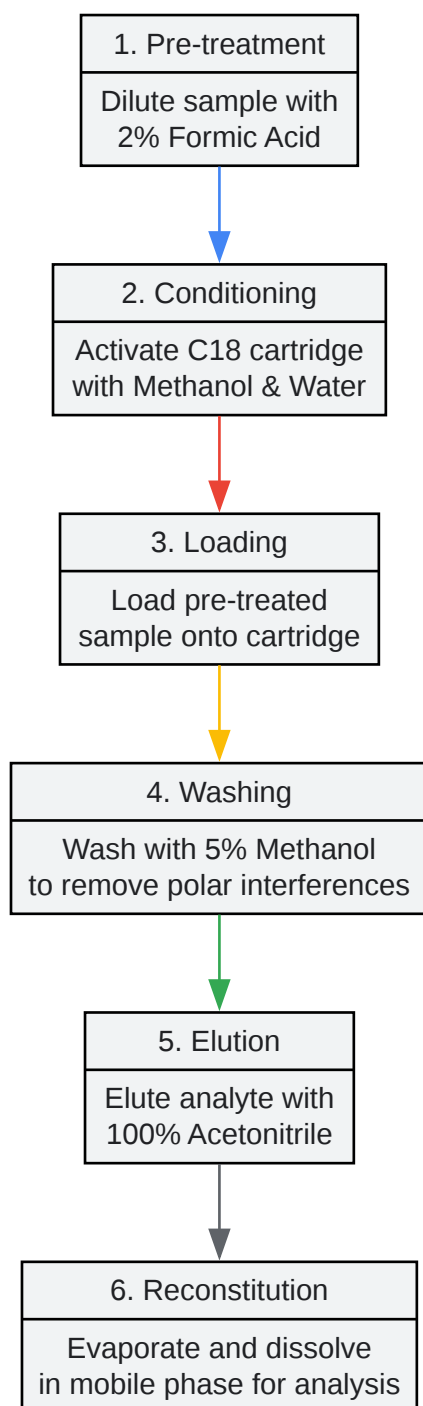 1. Pre-treatment
Dilute sample with
2% Formic Acid
2. Conditioning
Activate C18 cartridge
with Methanol & Water
3. Loading
Load pre-treated
sample onto cartridge
4. Washing
Wash with 5% Methanol
to remove polar interferences
5. Elution
Elute analyte with
100% Acetonitrile
6. Reconstitution
Evaporate and dissolve
in mobile phase for analysis